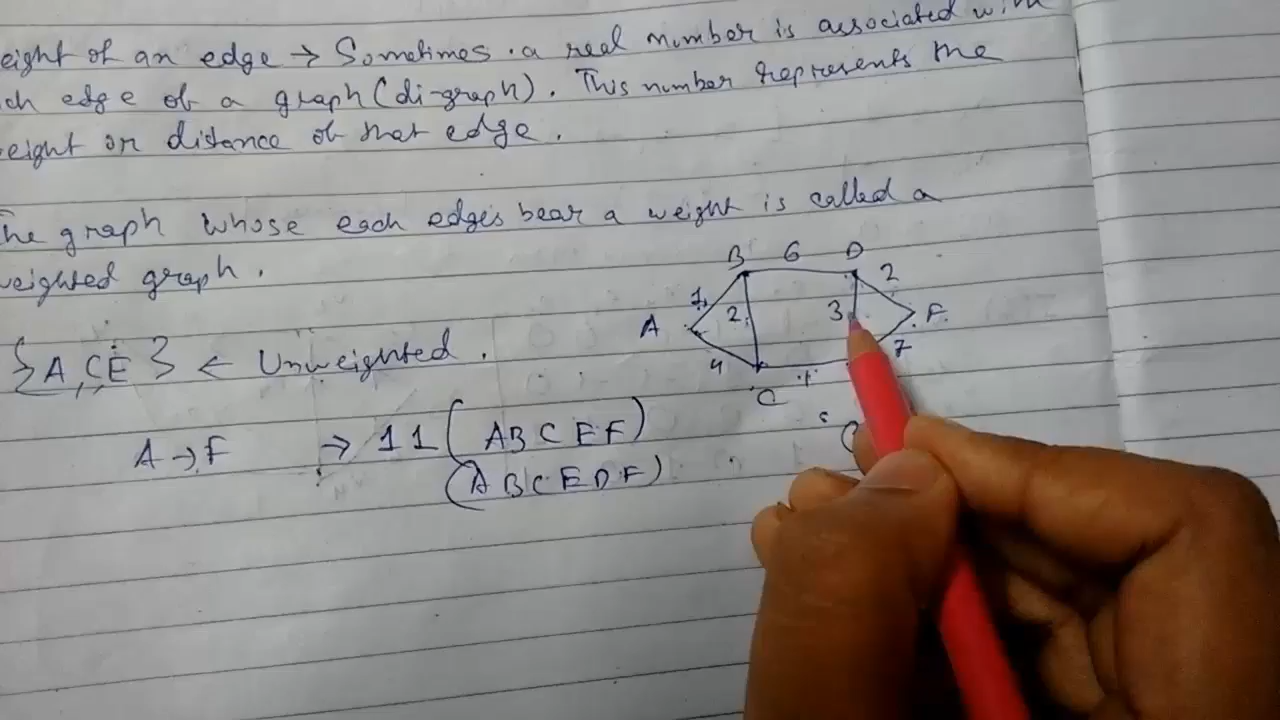 eight of an edge → Sometimes a real number is associated with
ch edge of a graph (di-graph). This number represents the
eight or distance of that edge.
The graph whose each edges bear a weight is called a
weighted graph.
B 6 D
1 2 3 2
A F
4 7
C
{A, C, E} ← Unweighted.
A → F → 11 (ABCEF)
(ABCEDF)